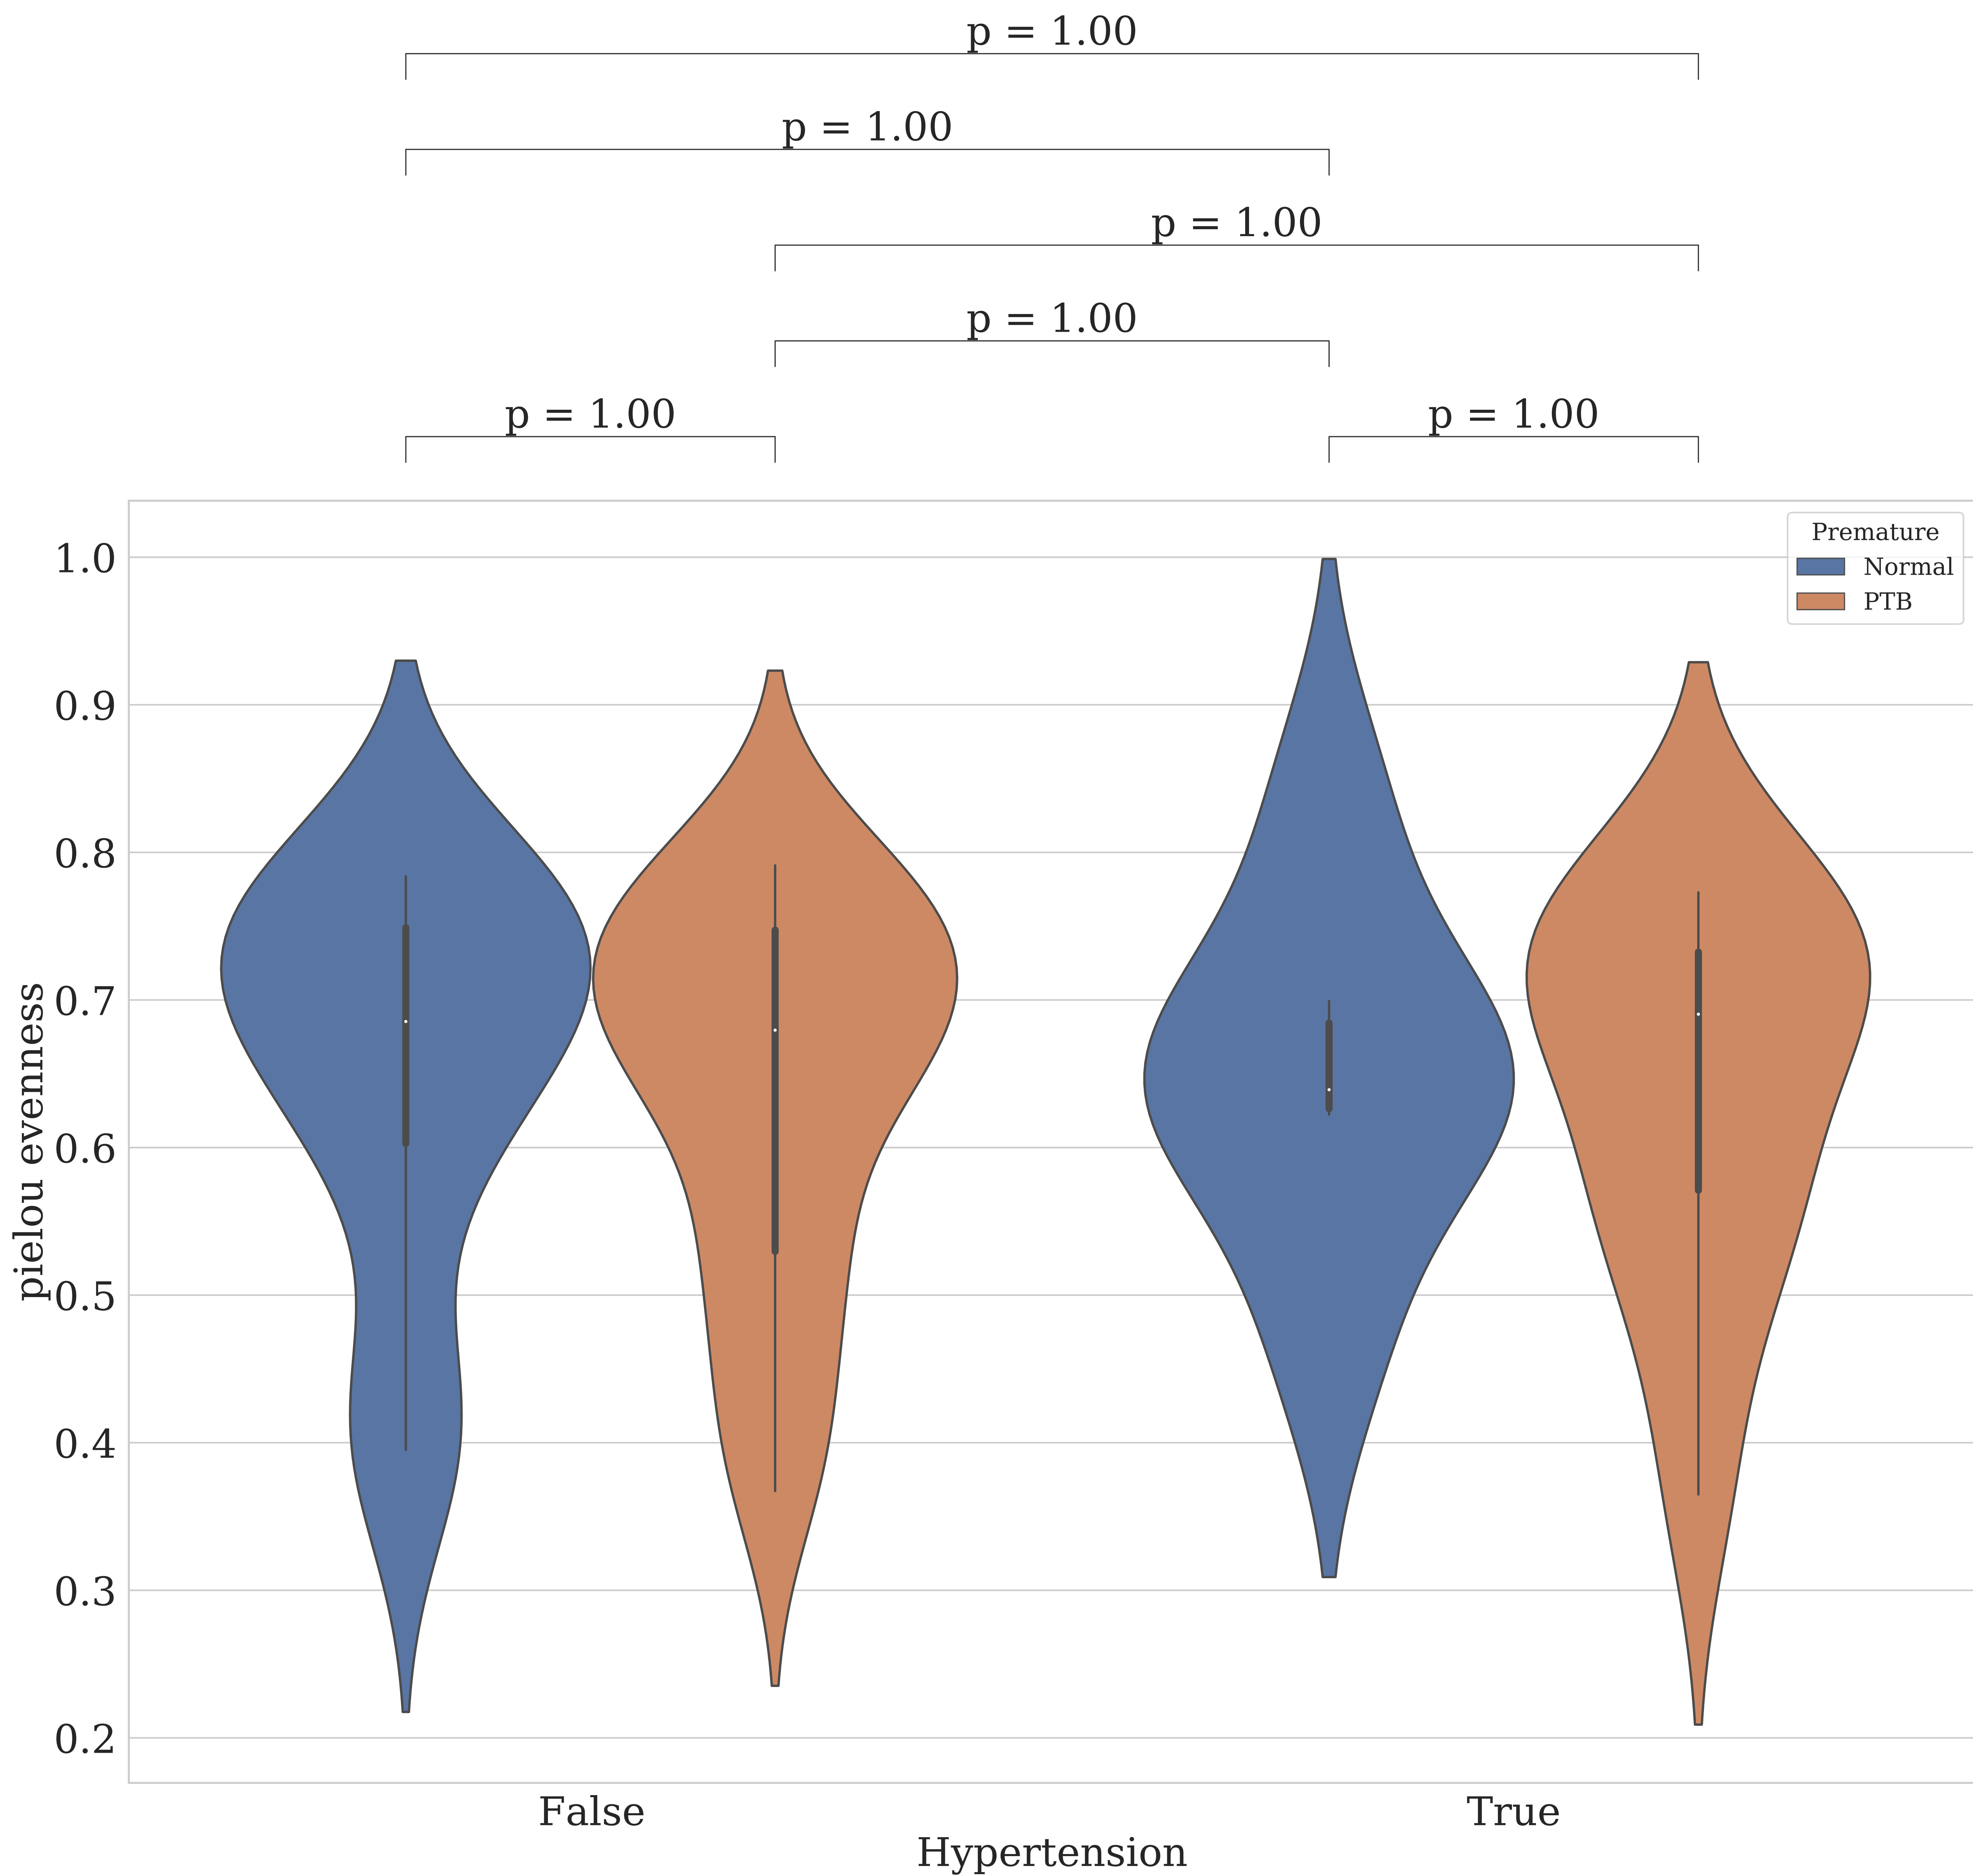 p = 1.00
p = 1.00
p = 1.00
p = 1.00
p = 1.00
p = 1.00
Premature
Normal
PTB
1.0
0.9
0.8
0.7
0.6
0.5
0.4
0.3
0.2
pielou evenness
False
True
Hypertension